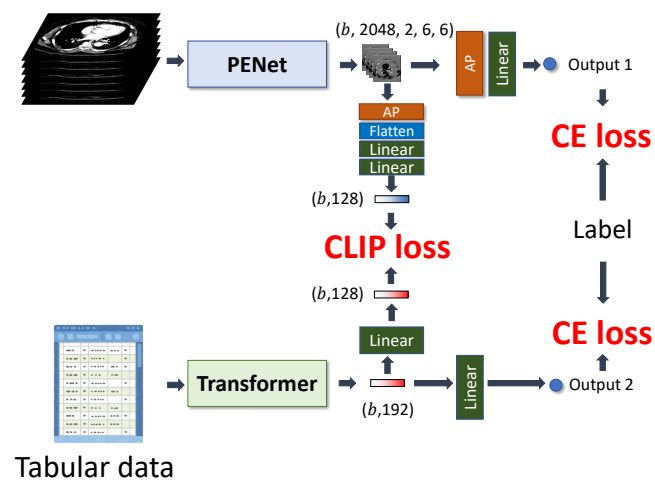 (b, 2048, 2, 6, 6)
PENet
AP
Linear
Output 1
AP
Flatten
Linear
Linear
CE loss
(b,128)
CLIP loss
Label
(b,128)
Linear
CE loss
Transformer
Linear
Output 2
(b,192)
Tabular data